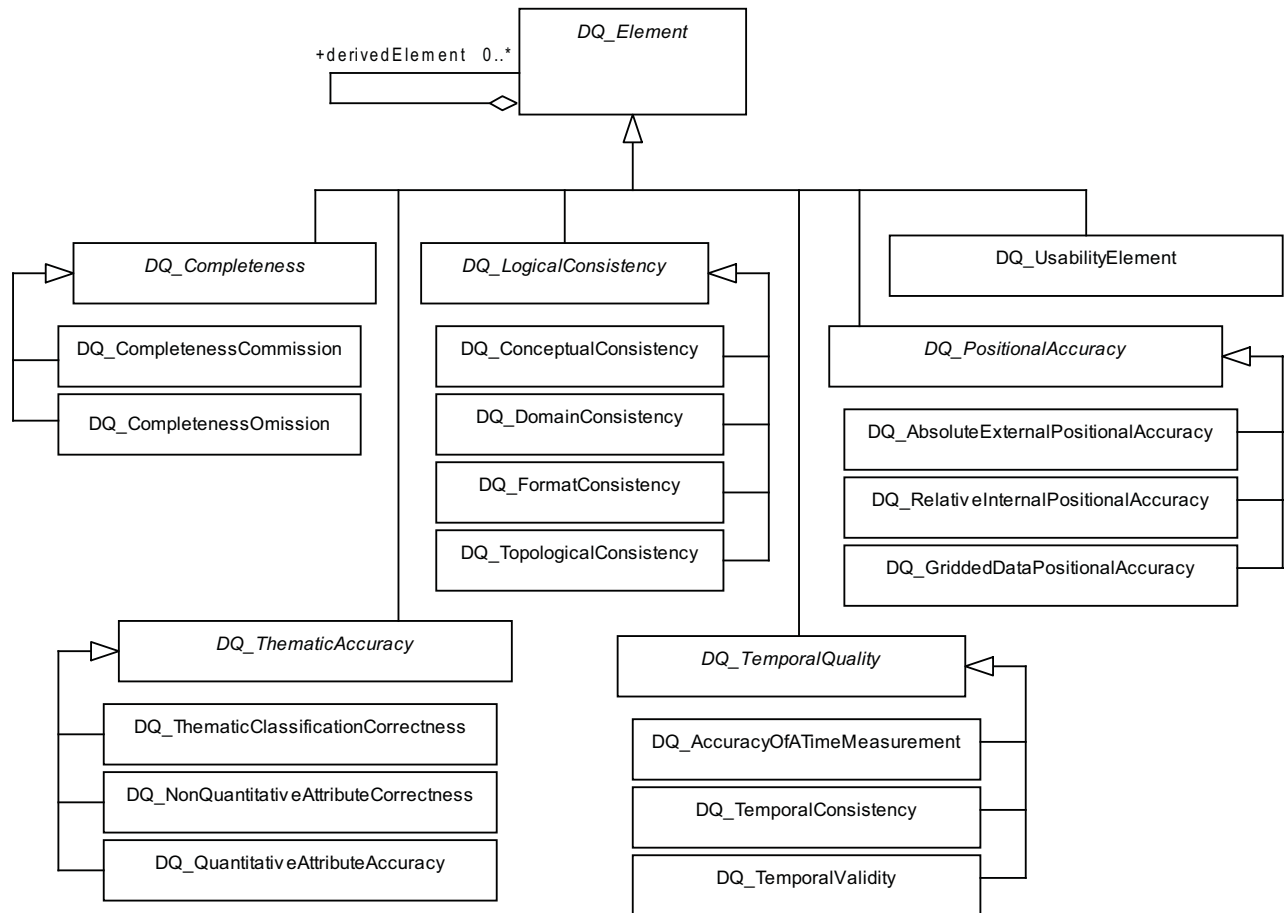 DQ_Element
+derivedElement 0..*
DQ_Completeness
DQ_CompletenessCommission
DQ_CompletenessOmission
DQ_LogicalConsistency
DQ_ConceptualConsistency
DQ_DomainConsistency
DQ_FormatConsistency
DQ_TopologicalConsistency
DQ_UsabilityElement
DQ_PositionalAccuracy
DQ_AbsoluteExternalPositionalAccuracy
DQ_RelativeInternalPositionalAccuracy
DQ_GriddedDataPositionalAccuracy
DQ_ThematicAccuracy
DQ_ThematicClassificationCorrectness
DQ_NonQuantitativeAttributeCorrectness
DQ_QuantitativeAttributeAccuracy
DQ_TemporalQuality
DQ_AccuracyOfATimeMeasurement
DQ_TemporalConsistency
DQ_TemporalValidity